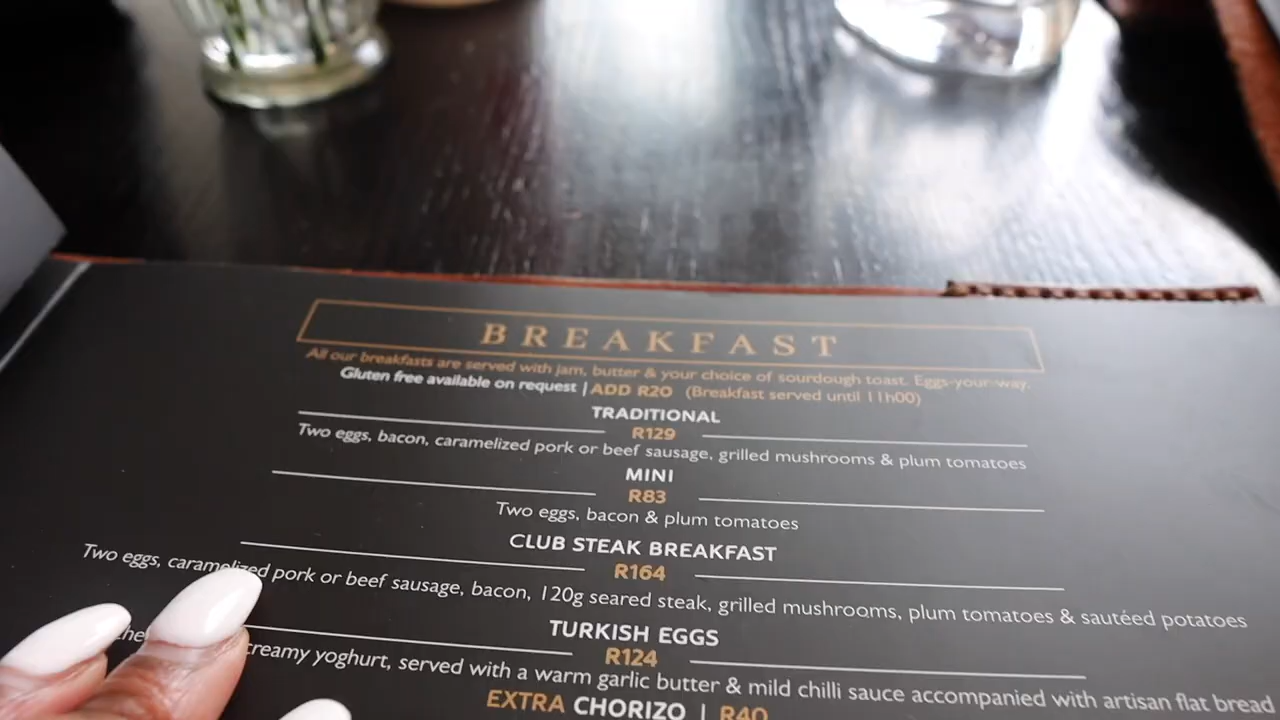 BREAKFAST
All our breakfasts are served with jam, butter & your choice of sourdough toast. Eggs-your-way.
Gluten free available on request | ADD R20 (Breakfast served until 11h00)
TRADITIONAL
R129
Two eggs, bacon, caramelized pork or beef sausage, grilled mushrooms & plum tomatoes
MINI
R83
Two eggs, bacon & plum tomatoes
CLUB STEAK BREAKFAST
R164
Two eggs, caramelized pork or beef sausage, bacon, 120g seared steak, grilled mushrooms, plum tomatoes & sautéed potatoes
TURKISH EGGS
R124
creamy yoghurt, served with a warm garlic butter & mild chilli sauce accompanied with artisan flat bread
EXTRA CHORIZO | R40